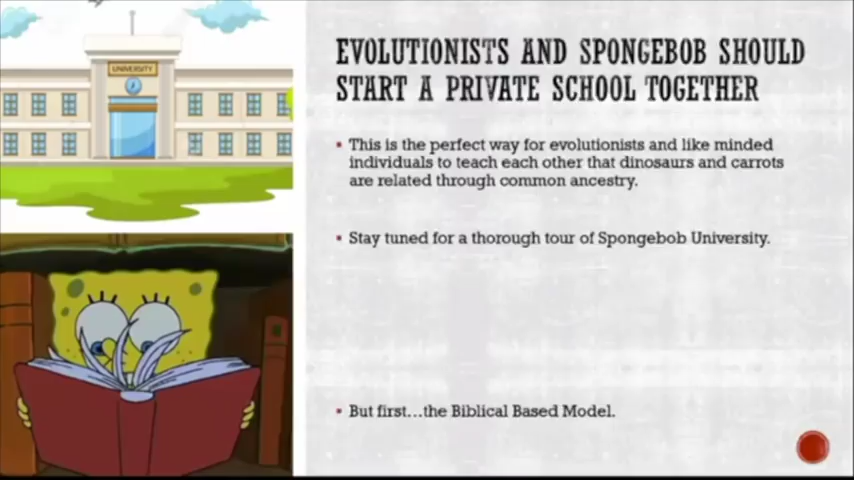 UNIVERSITY
EVOLUTIONISTS AND SPONGEBOB SHOULD
START A PRIVATE SCHOOL TOGETHER
▪ This is the perfect way for evolutionists and like minded
individuals to teach each other that dinosaurs and carrots
are related through common ancestry.
▪ Stay tuned for a thorough tour of Spongebob University.
▪ But first...the Biblical Based Model.